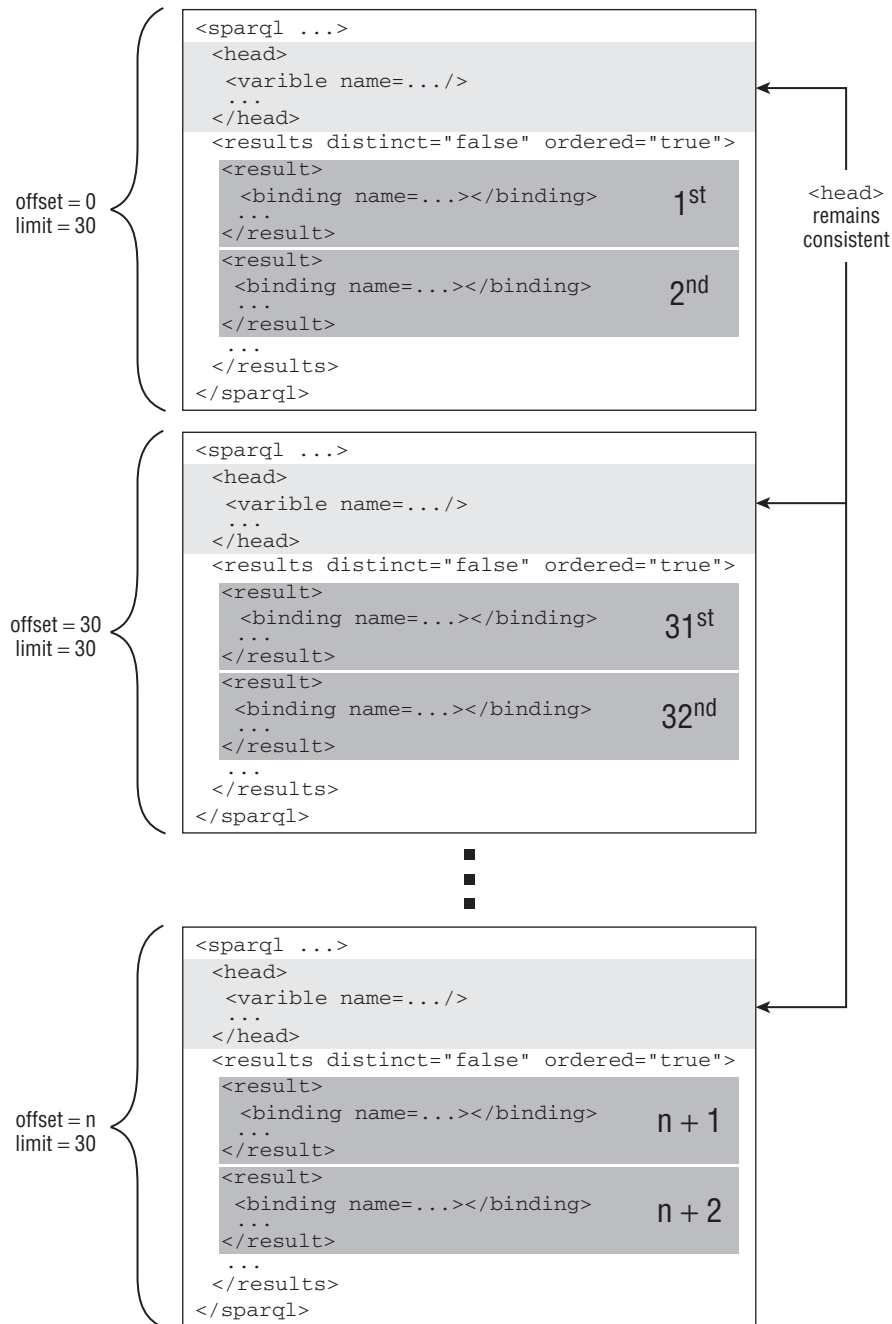 <sparql ...>
<head>
<varible name=.../>
...
</head>
<results distinct="false" ordered="true">
<result>
<binding name=...></binding>
...
</result>
1st
<result>
<binding name=...></binding>
...
</result>
2nd
...
</results>
</sparql>
offset = 0
limit = 30
<head>
remains
consistent
<sparql ...>
<head>
<varible name=.../>
...
</head>
<results distinct="false" ordered="true">
<result>
<binding name=...></binding>
...
</result>
31st
<result>
<binding name=...></binding>
...
</result>
32nd
...
</results>
</sparql>
offset = 30
limit = 30
<sparql ...>
<head>
<varible name=.../>
...
</head>
<results distinct="false" ordered="true">
<result>
<binding name=...></binding>
...
</result>
n + 1
<result>
<binding name=...></binding>
...
</result>
n + 2
...
</results>
</sparql>
offset = n
limit = 30